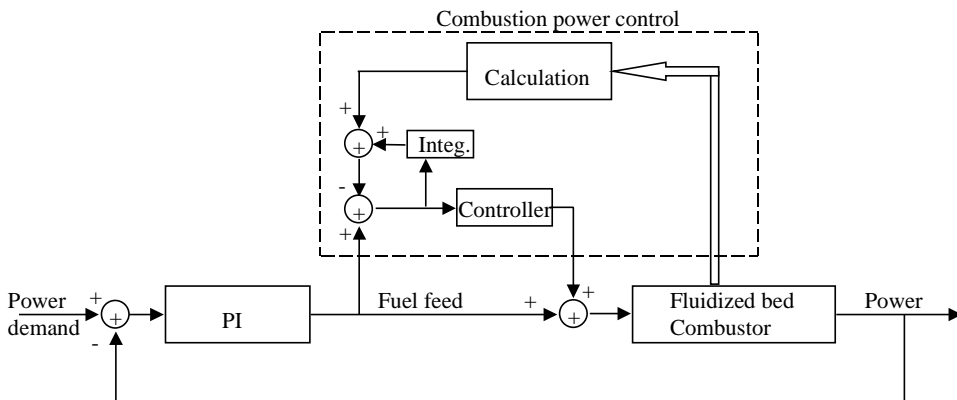 Combustion power control
Calculation
+
+
+
Integ.
-
+
Controller
+
Power
demand
+
+
-
PI
Fuel feed
+
+
+
Fluidized bed
Combustor
Power